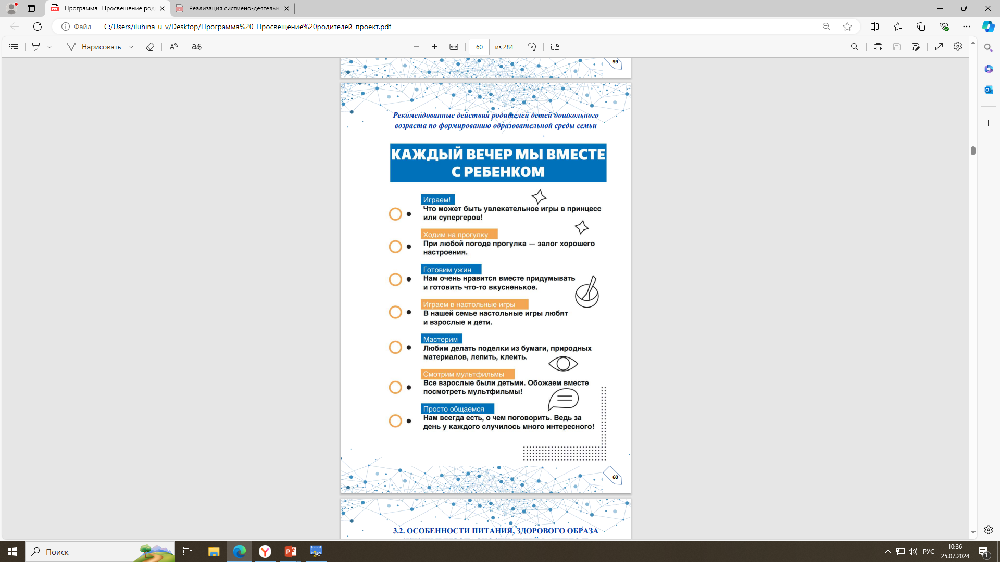 Программа _Просвещение род
Реализация систмено-деятельн
Файл
C:/Users/iluhina_u_v/Desktop/Программа%20_Просвещение%20родителей_проект.pdf
Нарисовать
60
из 284
59
Рекомендованные действия родителей детей дошкольного
возраста по формированию образовательной среды семьи
КАЖДЫЙ ВЕЧЕР МЫ ВМЕСТЕ
С РЕБЕНКОМ
Играем!
Что может быть увлекательное игры в принцесс
или супергеров!
Ходим на прогулку
При любой погоде прогулка — залог хорошего
настроения.
Готовим ужин
Нам очень нравится вместе придумывать
и готовить что-то вкусненькое.
Играем в настольные игры
В нашей семье настольные игры любят
и взрослые и дети.
Мастерим
Любим делать поделки из бумаги, природных
материалов, лепить, клеить.
Смотрим мультфильмы
Все взрослые были детьми. Обожаем вместе
посмотреть мультфильмы!
Просто общаемся
Нам всегда есть, о чем поговорить. Ведь за
день у каждого случилось много интересного!
60
3.2. ОСОБЕННОСТИ ПИТАНИЯ, ЗДОРОВОГО ОБРАЗА
Поиск
РУС
10:36
25.07.2024
1